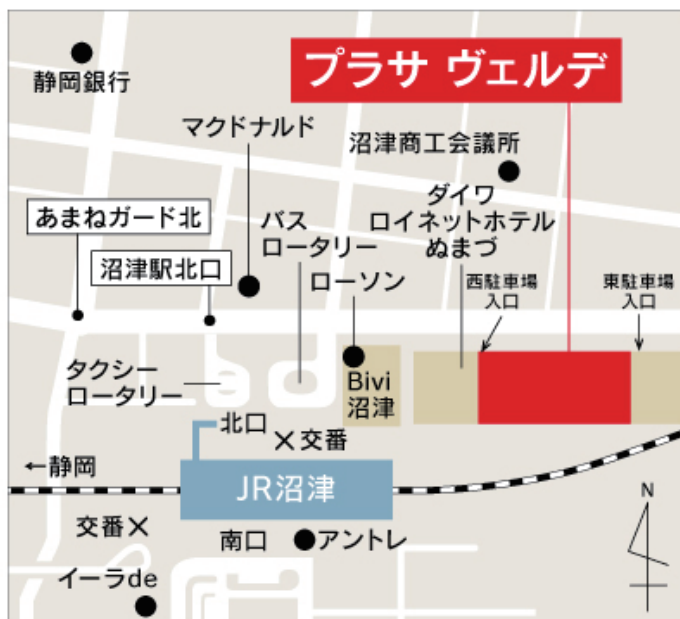 静岡銀行
プラサ ヴェルデ
マクドナルド
沼津商工会議所
あまねガード北
沼津駅北口
バス
ロータリー
ダイワ
ロイネットホテル
ぬまづ
ローソン
西駐車場
入口
東駐車場
入口
タクシー
ロータリー
Bivi
沼津
北口
×交番
←静岡
JR沼津
N
交番×
南口
アントレ
イーラde